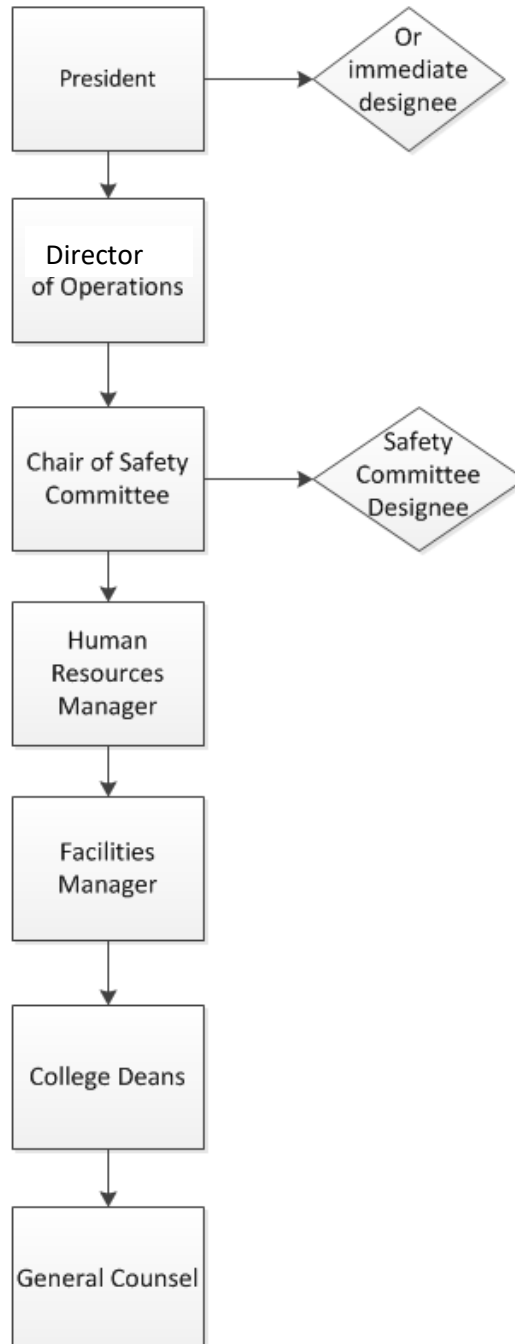 President
Or
immediate
designee
Director
of Operations
Chair of Safety
Committee
Safety
Committee
Designee
Human
Resources
Manager
Facilities
Manager
College Deans
General Counsel